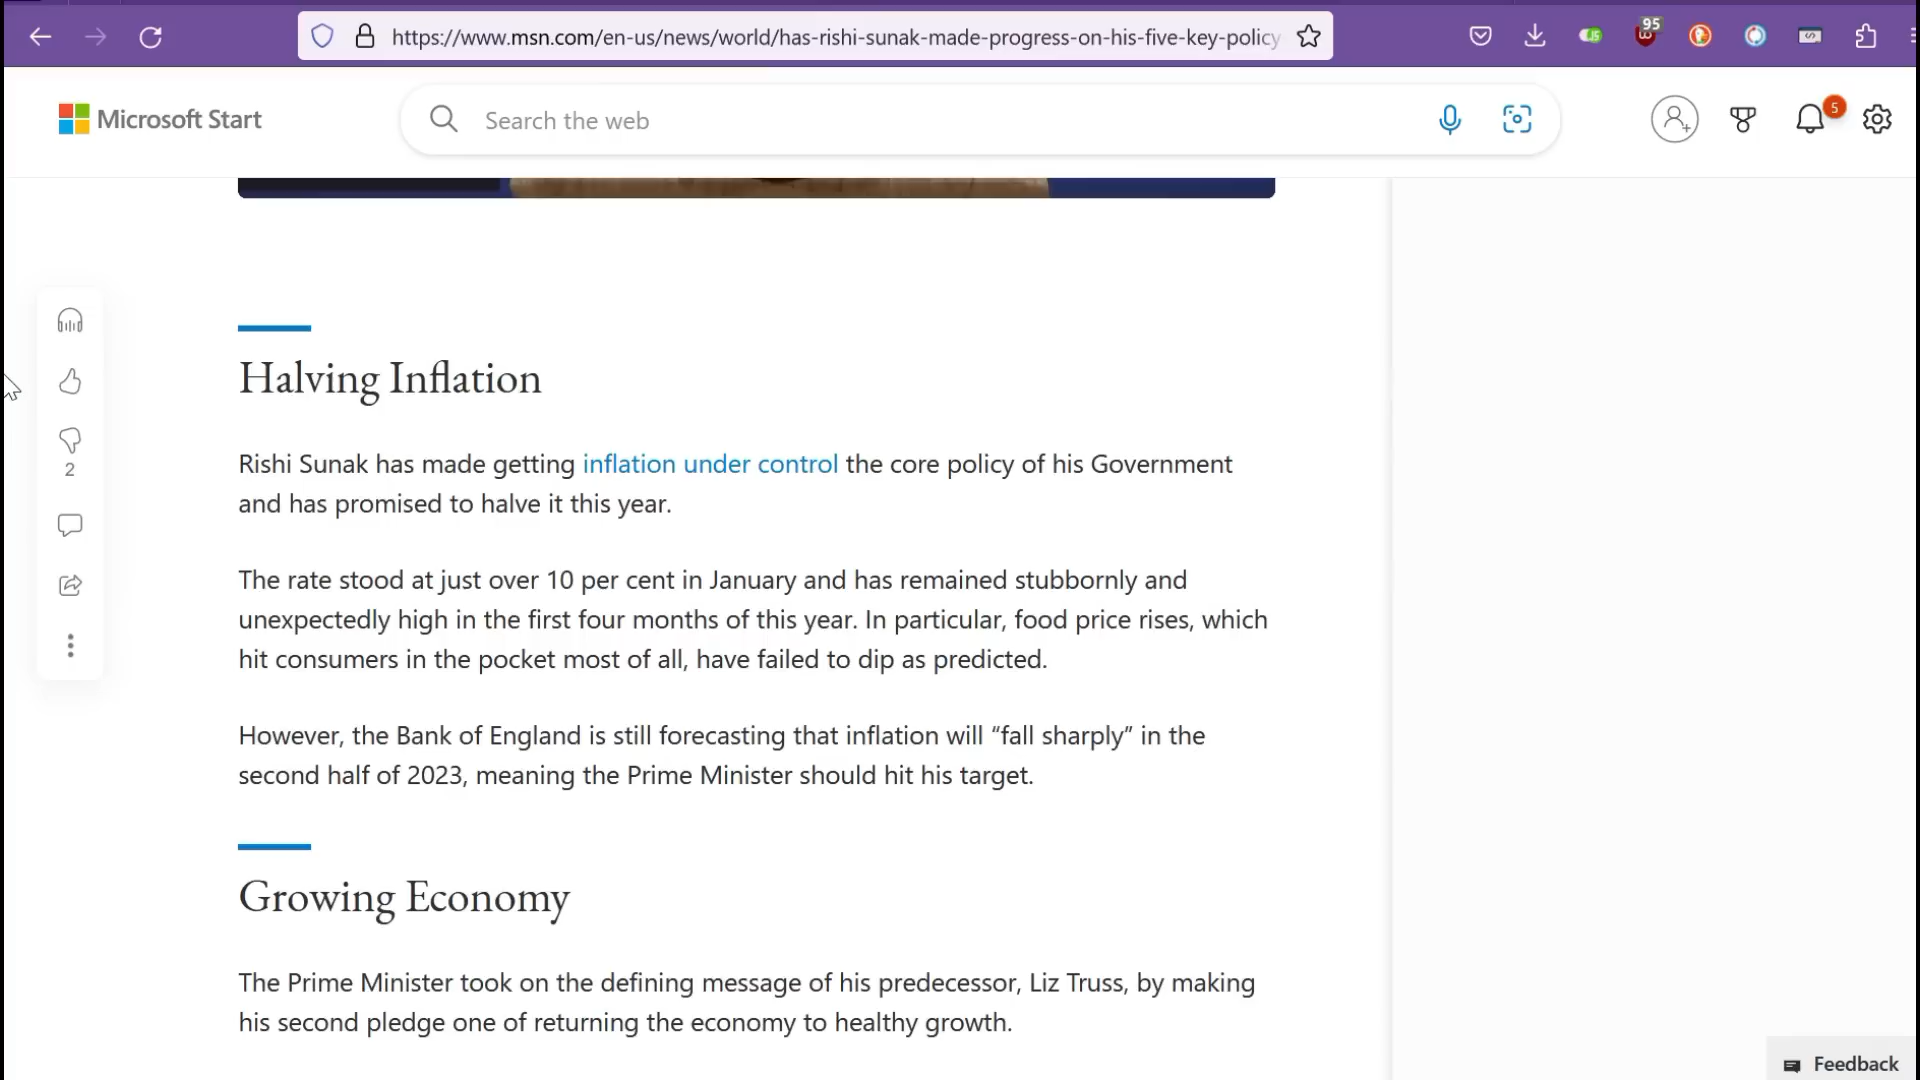 https://www.msn.com/en-us/news/world/has-rishi-sunak-made-progress-on-his-five-key-policy
95
Microsoft Start
Search the web
5
Halving Inflation
Rishi Sunak has made getting inflation under control the core policy of his Government
and has promised to halve it this year.
2
The rate stood at just over 10 per cent in January and has remained stubbornly and
unexpectedly high in the first four months of this year. In particular, food price rises, which
hit consumers in the pocket most of all, have failed to dip as predicted.
However, the Bank of England is still forecasting that inflation will “fall sharply” in the
second half of 2023, meaning the Prime Minister should hit his target.
Growing Economy
The Prime Minister took on the defining message of his predecessor, Liz Truss, by making
his second pledge one of returning the economy to healthy growth.
Feedback